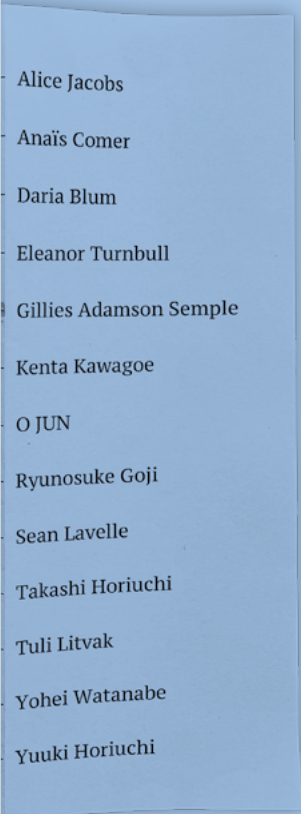 Alice Jacobs
Anaïs Comer
Daria Blum
Eleanor Turnbull
Gillies Adamson Semple
Kenta Kawagoe
O JUN
Ryunosuke Goji
Sean Lavelle
Takashi Horiuchi
Tuli Litvak
Yohei Watanabe
Yuuki Horiuchi